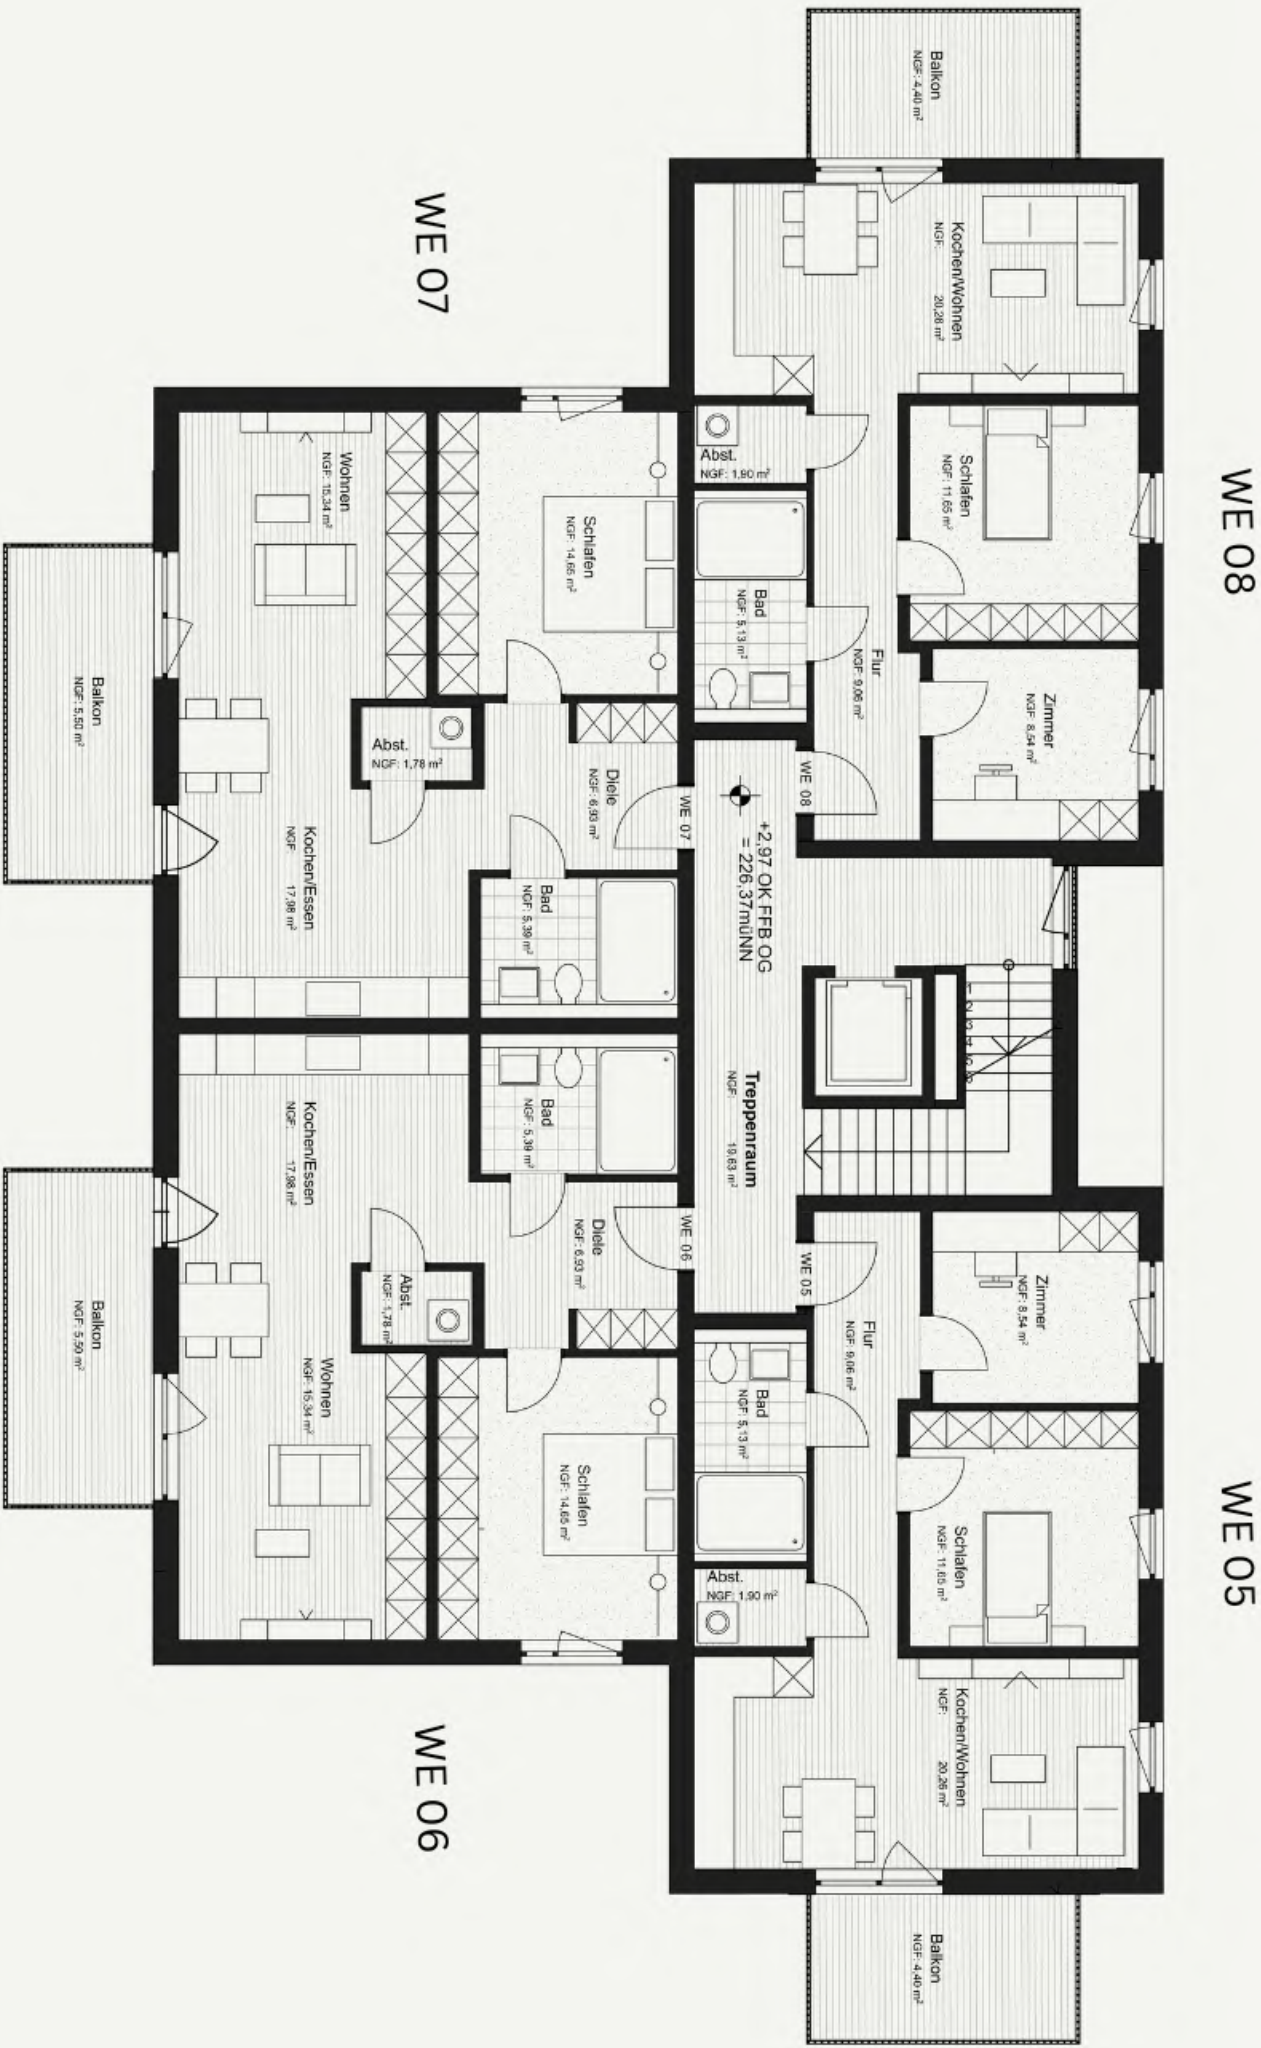 WE 08
Balkon
NGF: 4,40 m²
Kochen/Wohnen
NGF: 20,26 m²
Schlafen
NGF: 11,65 m²
Abst.
NGF: 1,90 m²
Bad
NGF: 5,13 m²
Flur
NGF: 9,06 m²
Zimmer
NGF: 8,54 m²
WE 08
WE 07
Wohnen
NGF: 15,34 m²
Schlafen
NGF: 14,65 m²
Balkon
NGF: 5,50 m²
Abst.
NGF: 1,78 m²
Diele
NGF: 6,93 m²
WE 07
Kochen/Essen
NGF: 17,98 m²
Bad
NGF: 5,39 m²
+2,97 OK FFB OG
= 226,37müNN
Treppenraum
NGF: 19,63 m²
1 2 3 4 5 6
WE 05
WE 05
Zimmer
NGF: 8,54 m²
Flur
NGF: 9,06 m²
Bad
NGF: 5,13 m²
Schlafen
NGF: 11,65 m²
Abst.
NGF: 1,90 m²
Kochen/Wohnen
NGF: 20,26 m²
Balkon
NGF: 4,40 m²
WE 06
WE 06
Bad
NGF: 5,39 m²
Kochen/Essen
NGF: 17,98 m²
Diele
NGF: 6,93 m²
Abst.
NGF: 1,78 m²
Balkon
NGF: 5,50 m²
Wohnen
NGF: 15,34 m²
Schlafen
NGF: 14,65 m²